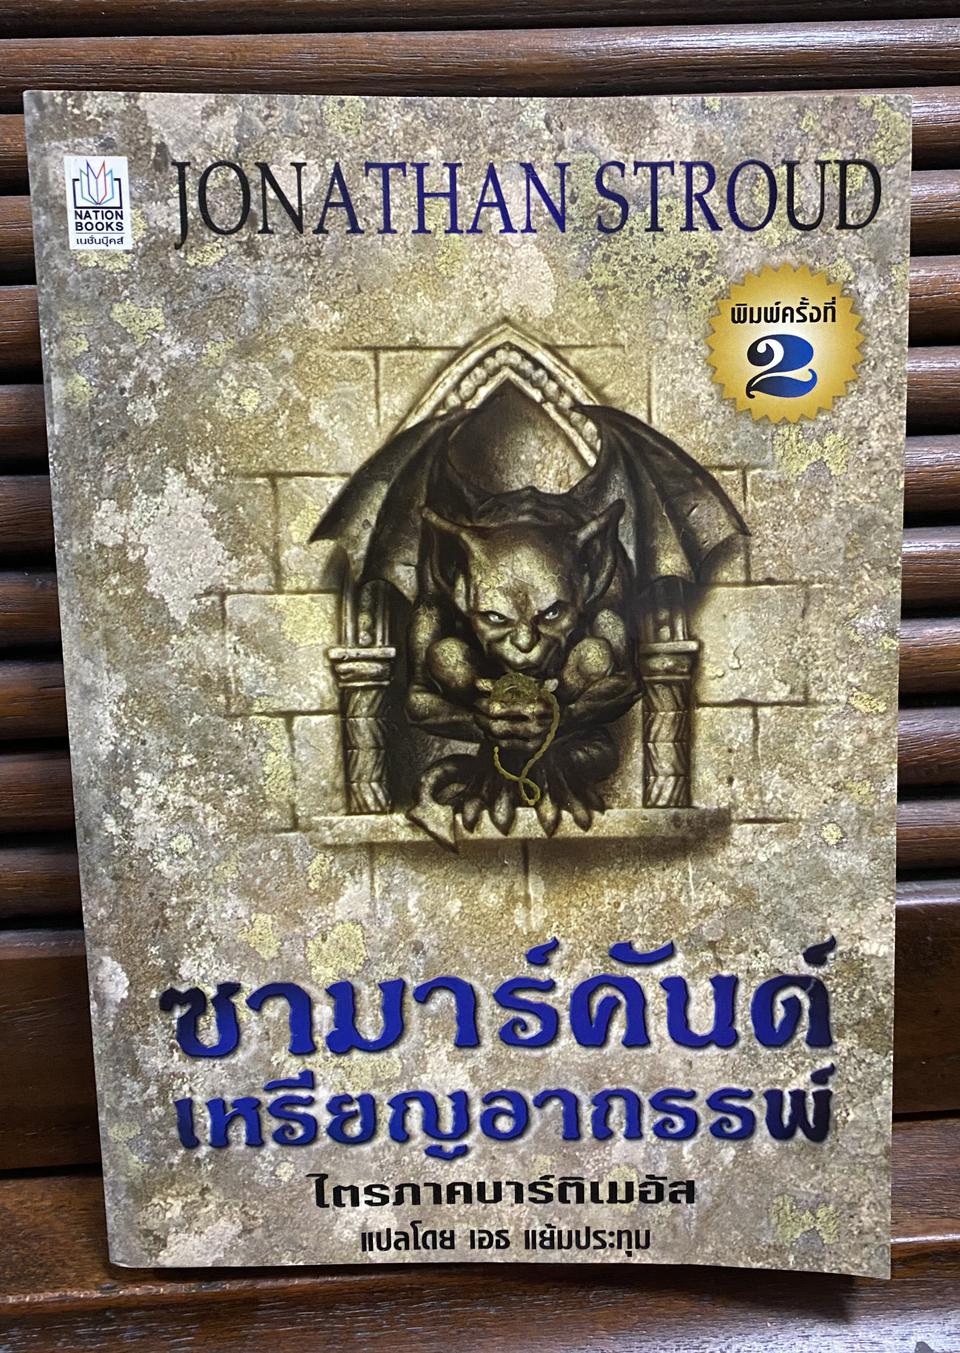 NATION
BOOKS
เนชั่นบุ๊คส์
JONATHAN STROUD
พิมพ์ครั้งที่
2
ซามาร์คันด์
เหรียญอาถรรพ์
ไตรภาคบาร์ติเมอัส
แปลโดย เอธ แย้มประทุม